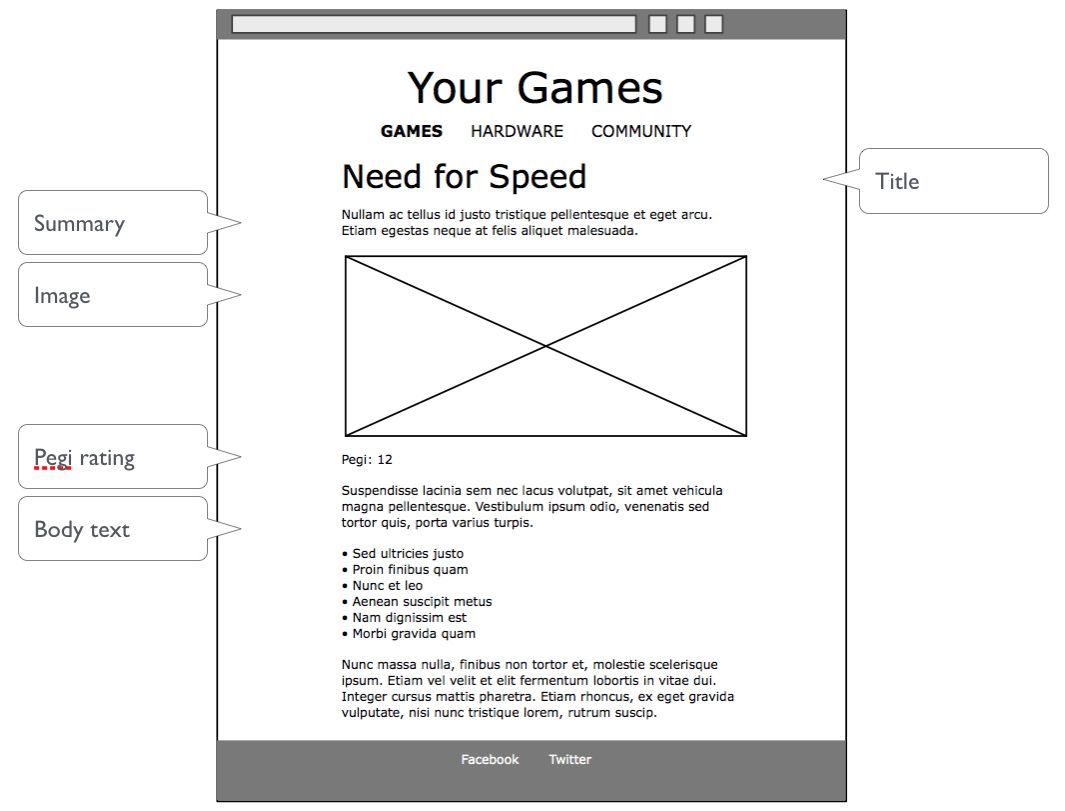 Your Games
GAMES HARDWARE COMMUNITY
Need for Speed
Title
Summary
Nullam ac tellus id justo tristique pellentesque et eget arcu.
Etiam egestas neque at felis aliquet malesuada.
Image
Pegi rating
Pegi: 12
Suspendisse lacinia sem nec lacus volutpat, sit amet vehicula
magna pellentesque. Vestibulum ipsum odio, venenatis sed
tortor quis, porta varius turpis.
Body text
• Sed ultricies justo
• Proin finibus quam
• Nunc et leo
• Aenean suscipit metus
• Nam dignissim est
• Morbi gravida quam
Nunc massa nulla, finibus non tortor et, molestie scelerisque
ipsum. Etiam vel velit et elit fermentum lobortis in vitae dui.
Integer cursus mattis pharetra. Etiam rhoncus, ex eget gravida
vulputate, nisi nunc tristique lorem, rutrum suscip.
Facebook Twitter